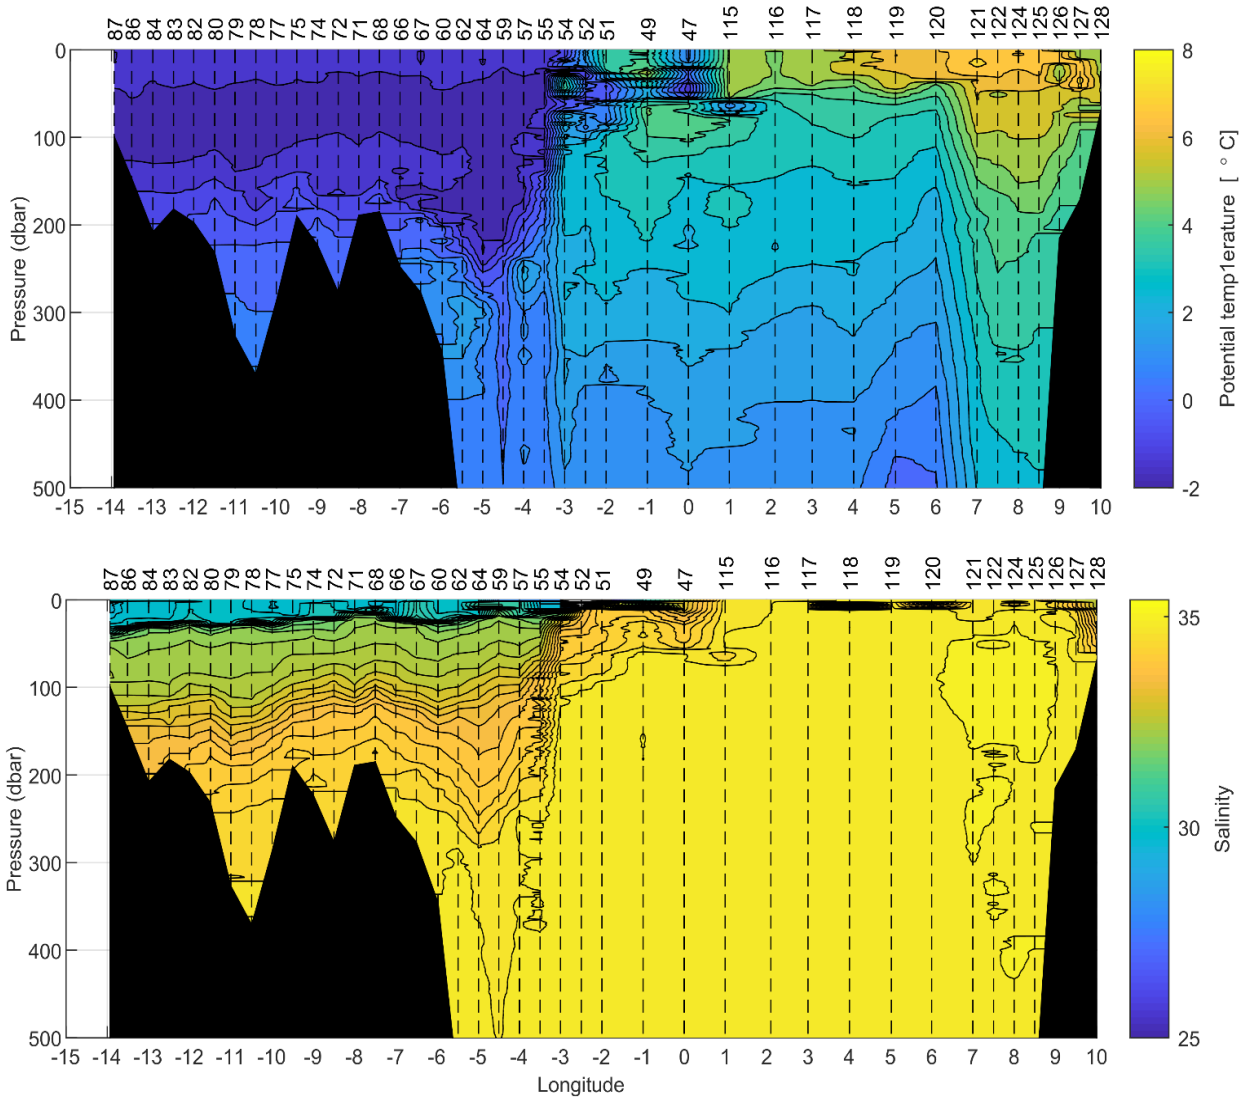 87 86 84 83 82 80 79 78 77 75 74 72 71 68 66 67 60 62 64 59 57 55 54 52 51 49 47 115 116 117 118 119 120 121 122 124 125 126 127 128
0
100
200
300
400
500
Pressure (dbar)
-15 -14 -13 -12 -11 -10 -9 -8 -7 -6 -5 -4 -3 -2 -1 0 1 2 3 4 5 6 7 8 9 10
8
6
4
2
0
-2
Potential temp1erature [ ° C]
87 86 84 83 82 80 79 78 77 75 74 72 71 68 66 67 60 62 64 59 57 55 54 52 51 49 47 115 116 117 118 119 120 121 122 124 125 126 127 128
0
100
200
300
400
500
Pressure (dbar)
-15 -14 -13 -12 -11 -10 -9 -8 -7 -6 -5 -4 -3 -2 -1 0 1 2 3 4 5 6 7 8 9 10
Longitude
35
30
25
Salinity